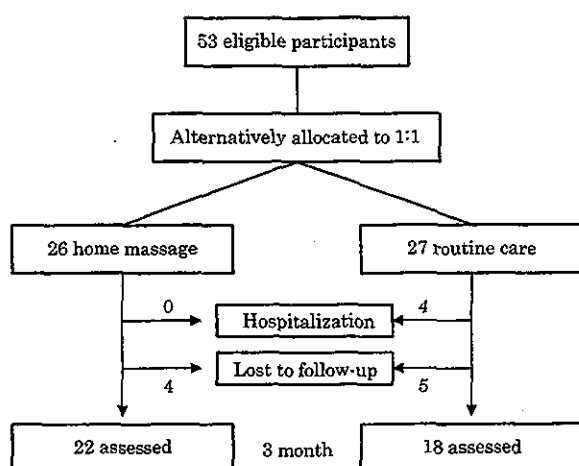 53 eligible participants
Alternatively allocated to 1:1
26 home massage
27 routine care
0
Hospitalization
4
4
Lost to follow-up
5
22 assessed
3 month
18 assessed